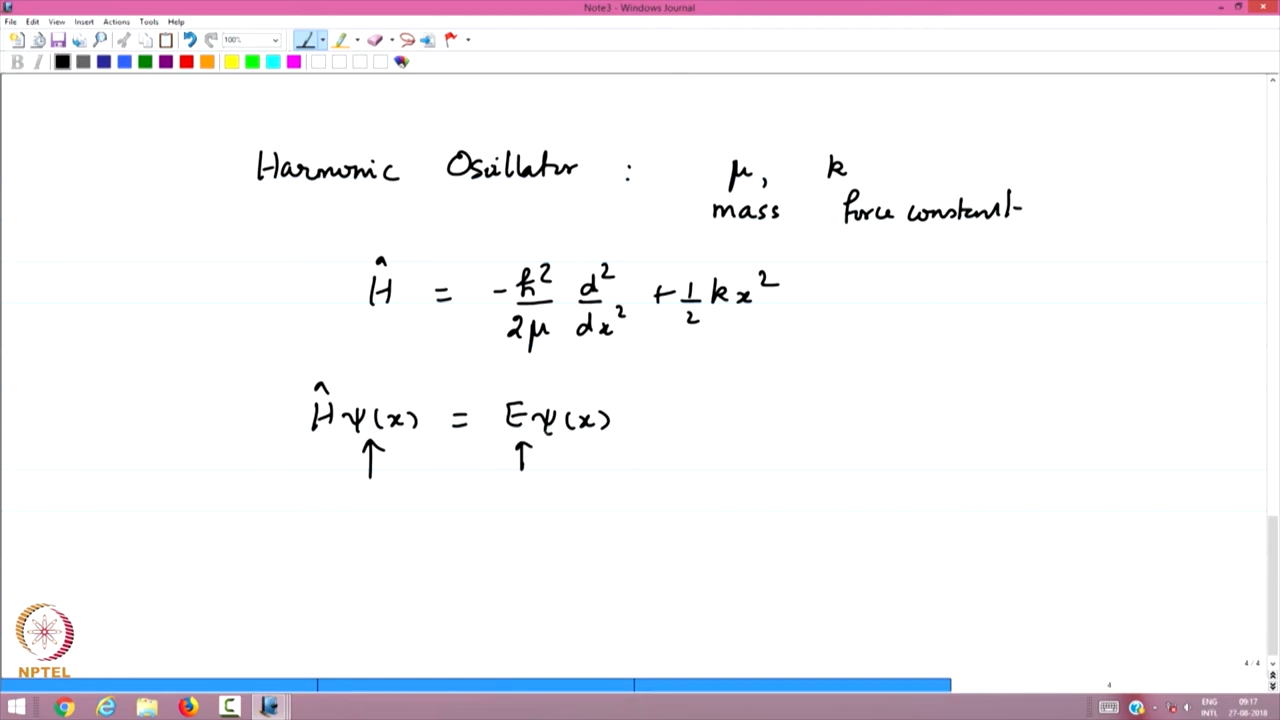 Note3 - Windows Journal
File Edit View Insert Actions Tools Help
100%
B I
Harmonic Oscillator : μ, k
mass force constant
Ĥ = -ℏ²/2μ d²/dx² + 1/2 kx²
Ĥψ(x) = Eψ(x)
↑ ↑
NPTEL
4 / 4
4
ENG 09:17
INTL 27-08-2018